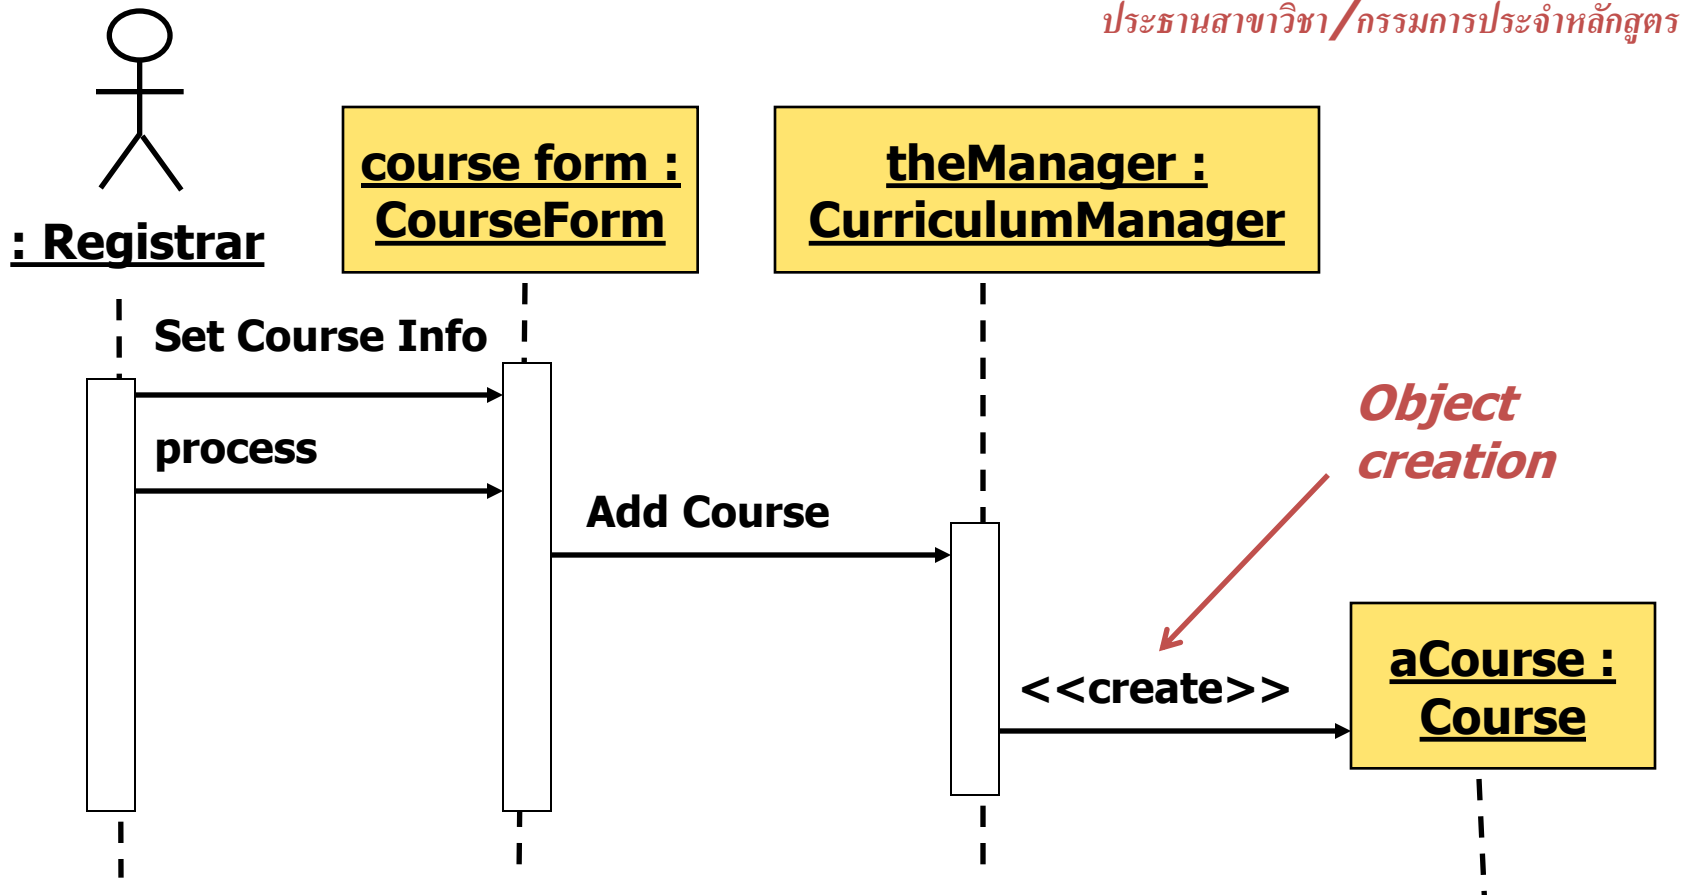 ประธานสาขาวิชา/กรรมการประจำหลักสูตร
course form :
CourseForm
theManager :
CurriculumManager
: Registrar
Set Course Info
process
Add Course
Object
creation
<<create>>
aCourse :
Course